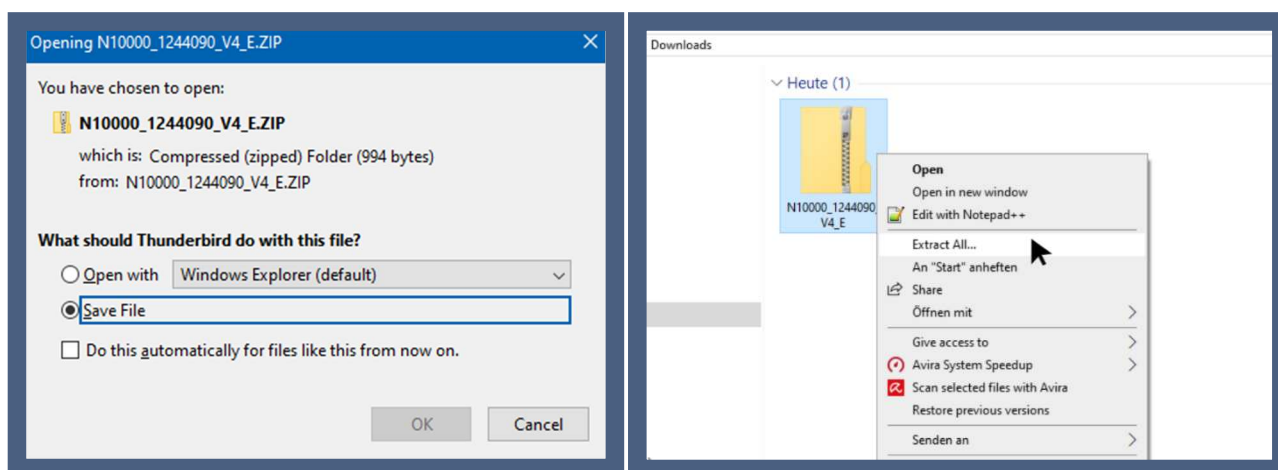 Opening N10000_1244090_V4_E.ZIP
You have chosen to open:
N10000_1244090_V4_E.ZIP
which is: Compressed (zipped) Folder (994 bytes)
from: N10000_1244090_V4_E.ZIP
What should Thunderbird do with this file?
Open with Windows Explorer (default)
Save File
Do this automatically for files like this from now on.
OK Cancel
Downloads
Heute (1)
N10000_1244090_
V4_E
Open
Open in new window
Edit with Notepad++
Extract All...
An "Start" anheften
Share
Öffnen mit
Give access to
Avira System Speedup
Scan selected files with Avira
Restore previous versions
Senden an